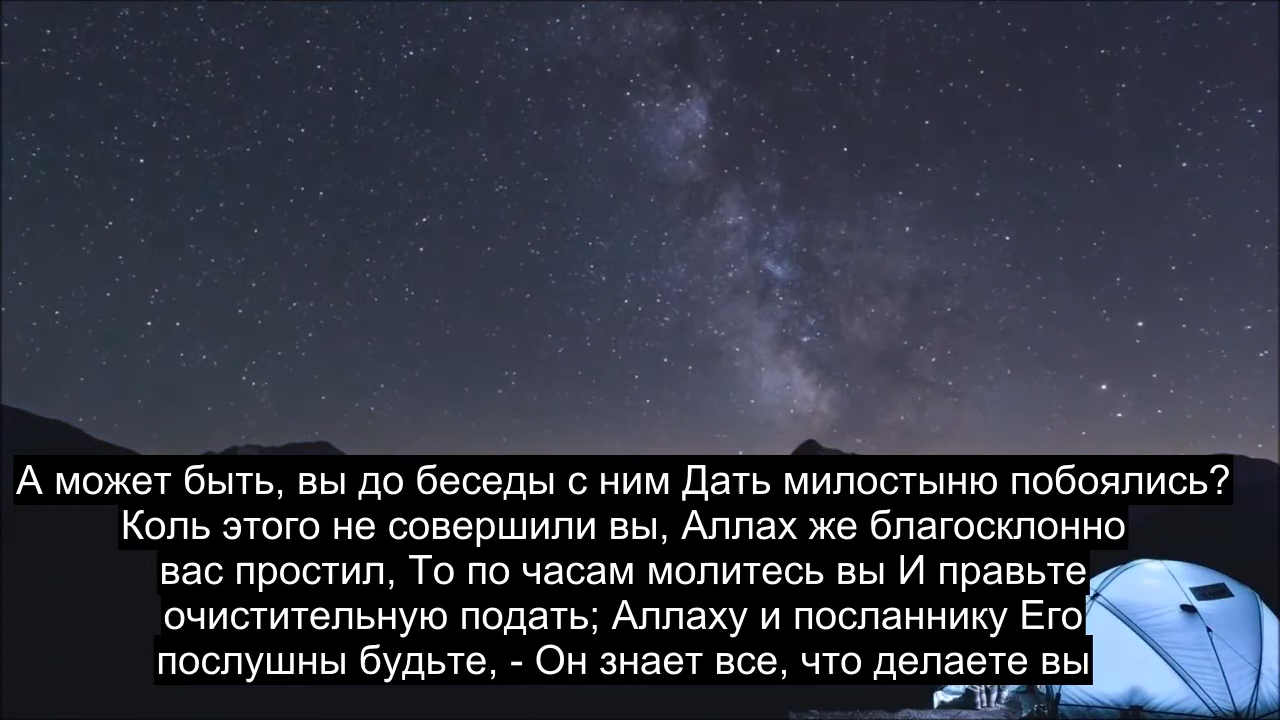 А может быть, вы до беседы с ним Дать милостыню побоялись?
Коль этого не совершили вы, Аллах же благосклонно
вас простил, То по часам молитесь вы И правьте
очистительную подать; Аллаху и посланнику Его
послушны будьте, - Он знает все, что делаете вы